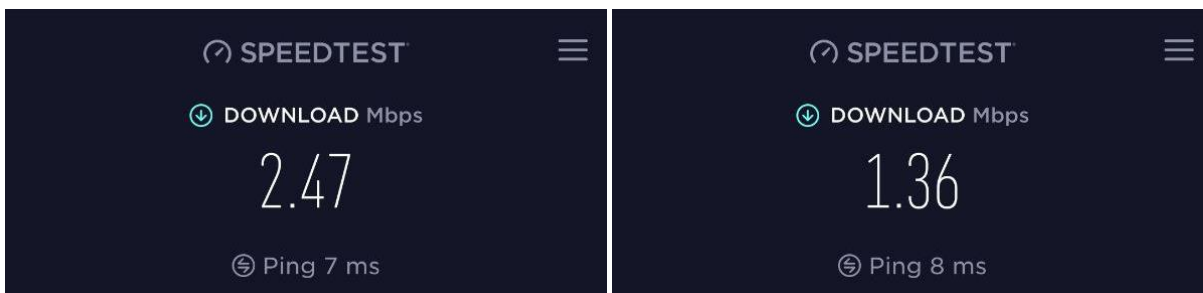 SPEEDTEST
DOWNLOAD Mbps
2.47
Ping 7 ms
SPEEDTEST
DOWNLOAD Mbps
1.36
Ping 8 ms